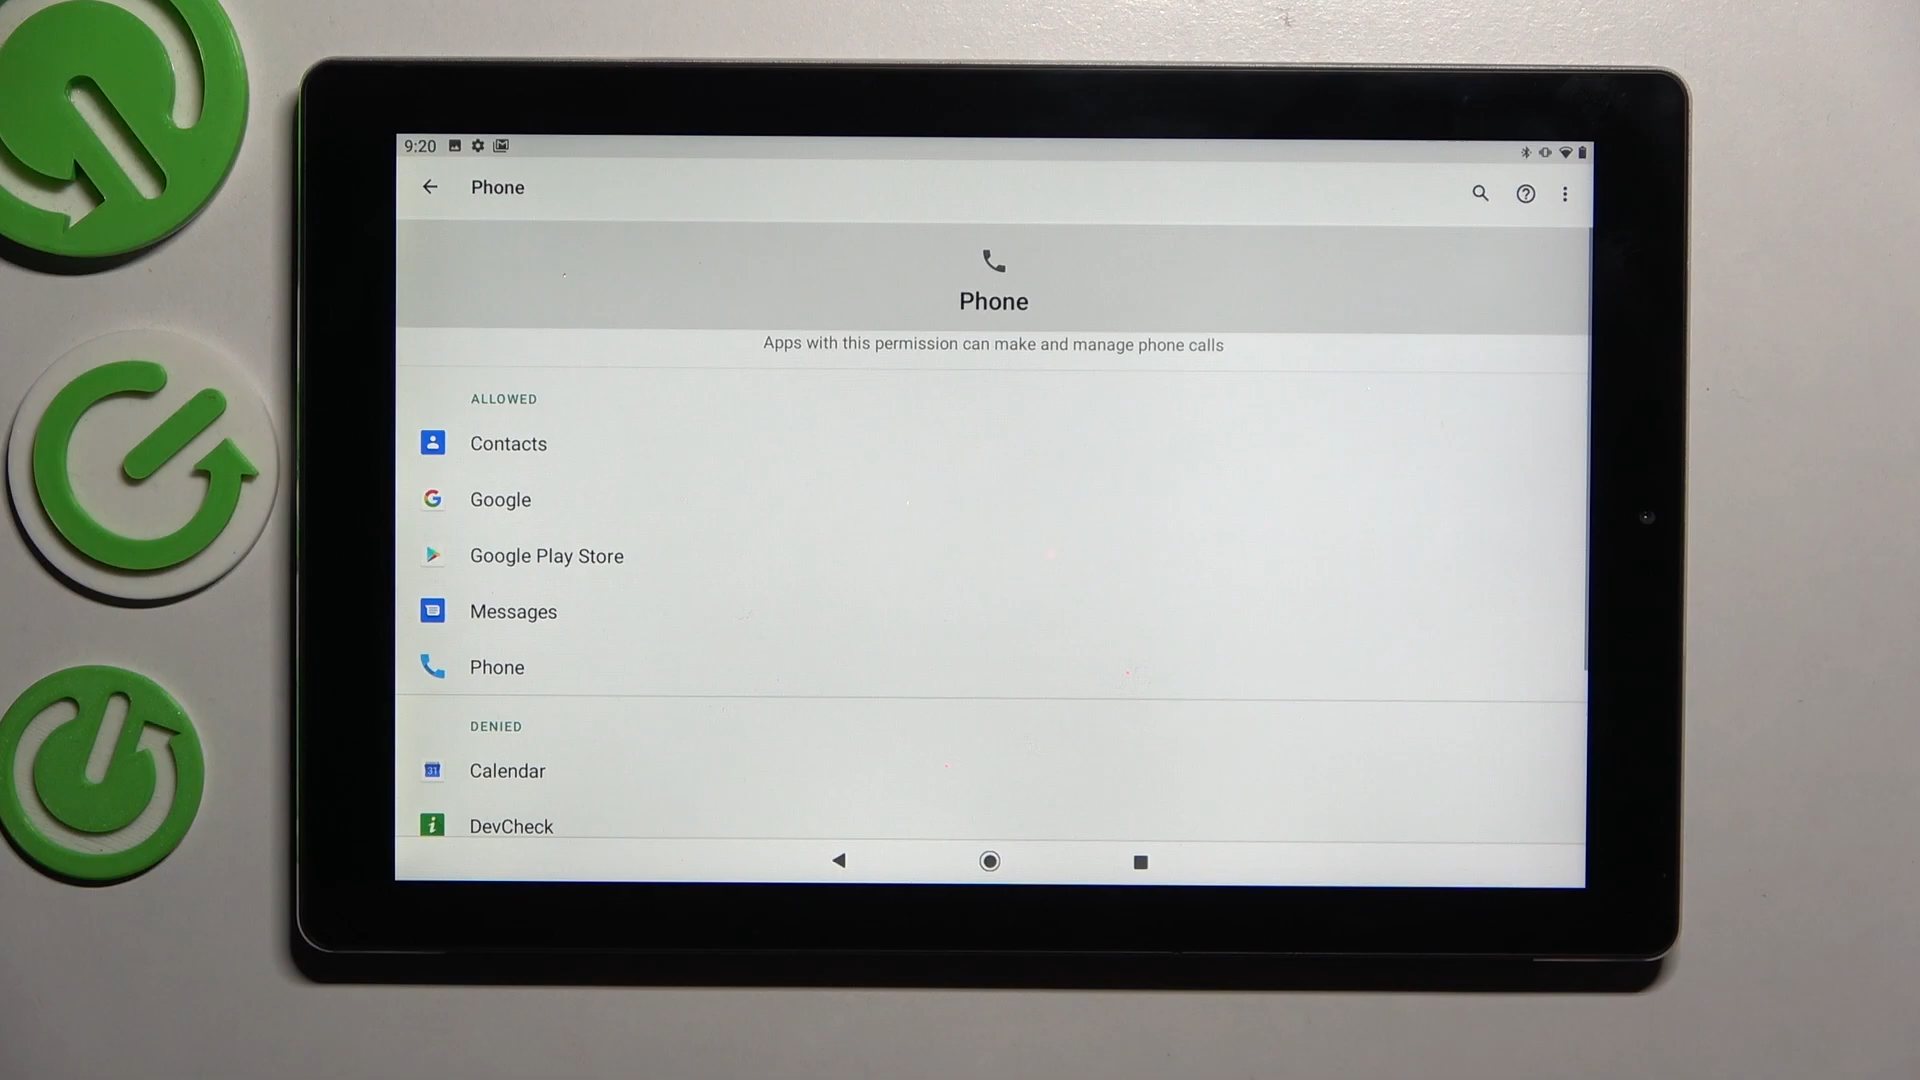 9:20
Phone
Phone
Apps with this permission can make and manage phone calls
ALLOWED
Contacts
Google
Google Play Store
Messages
Phone
DENIED
31 Calendar
DevCheck